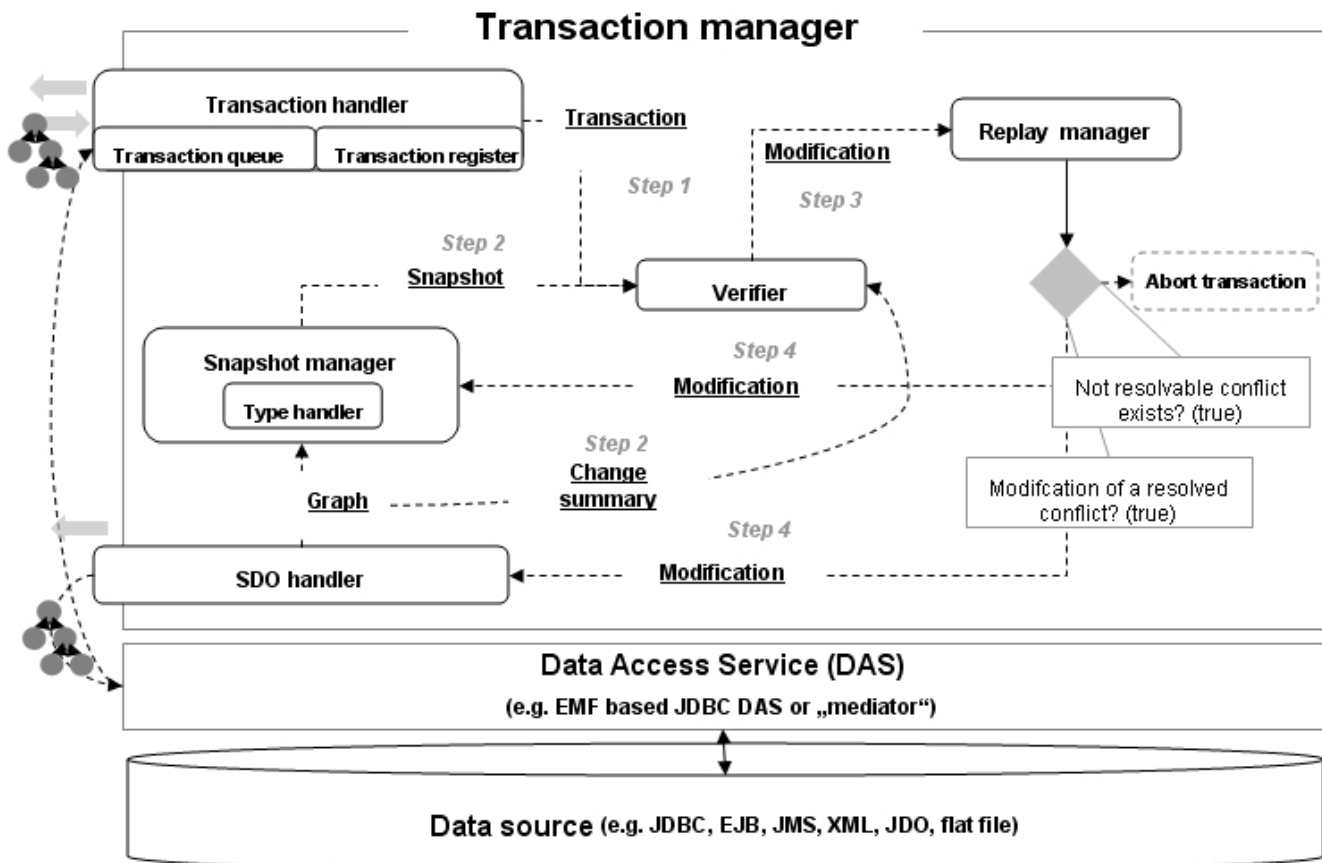 Transaction manager
Transaction handler
Transaction queue
Transaction register
Transaction
Step 1
Modification
Step 3
Replay manager
Step 2
Snapshot
Verifier
Abort transaction
Snapshot manager
Type handler
Step 4
Modification
Not resolvable conflict
exists? (true)
Step 2
Change
summary
Graph
Modifcation of a resolved
conflict? (true)
Step 4
Modification
SDO handler
Data Access Service (DAS)
(e.g. EMF based JDBC DAS or „mediator“)
Data source (e.g. JDBC, EJB, JMS, XML, JDO, flat file)